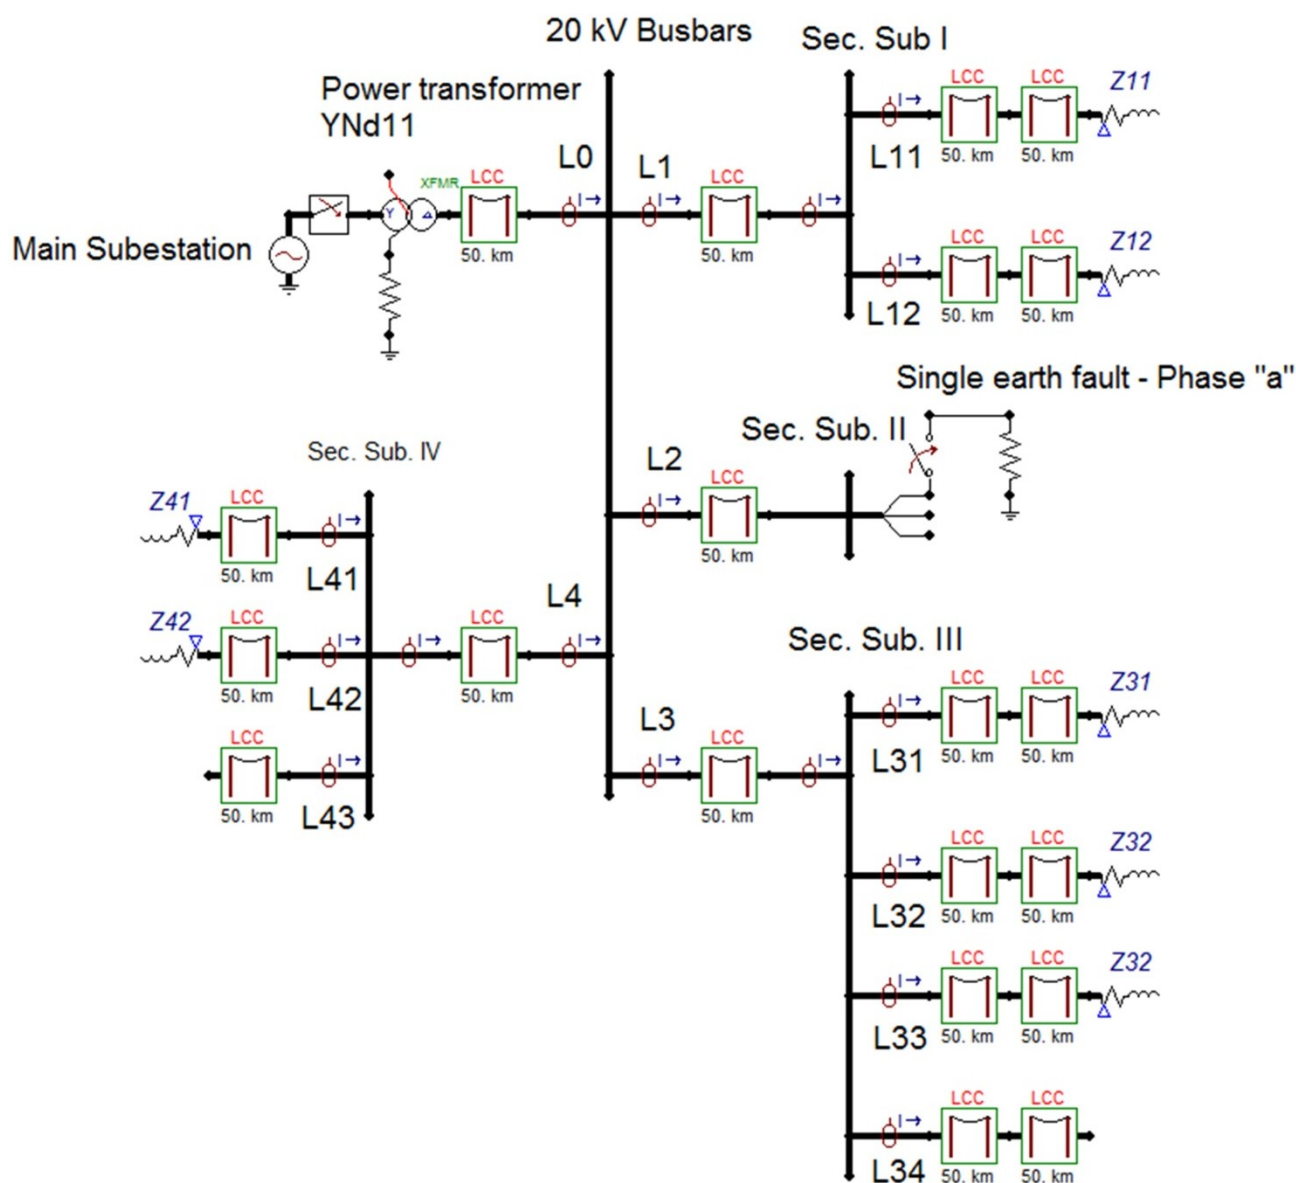 20 kV Busbars
Sec. Sub I
Power transformer
YNd11
Main Subestation
Y
XFMR
LCC
50. km
L0
I
L1
I
LCC
50. km
I
I
L11
LCC
50. km
LCC
50. km
Z11
I
L12
LCC
50. km
LCC
50. km
Z12
Single earth fault - Phase "a"
Sec. Sub. II
L2
I
LCC
50. km
Sec. Sub. IV
Z41
LCC
50. km
I
L41
Z42
LCC
50. km
I
L42
LCC
50. km
I
L43
I
LCC
50. km
L4
I
Sec. Sub. III
L3
I
LCC
50. km
I
I
L31
LCC
50. km
LCC
50. km
Z31
I
L32
LCC
50. km
LCC
50. km
Z32
I
L33
LCC
50. km
LCC
50. km
Z32
I
L34
LCC
50. km
LCC
50. km